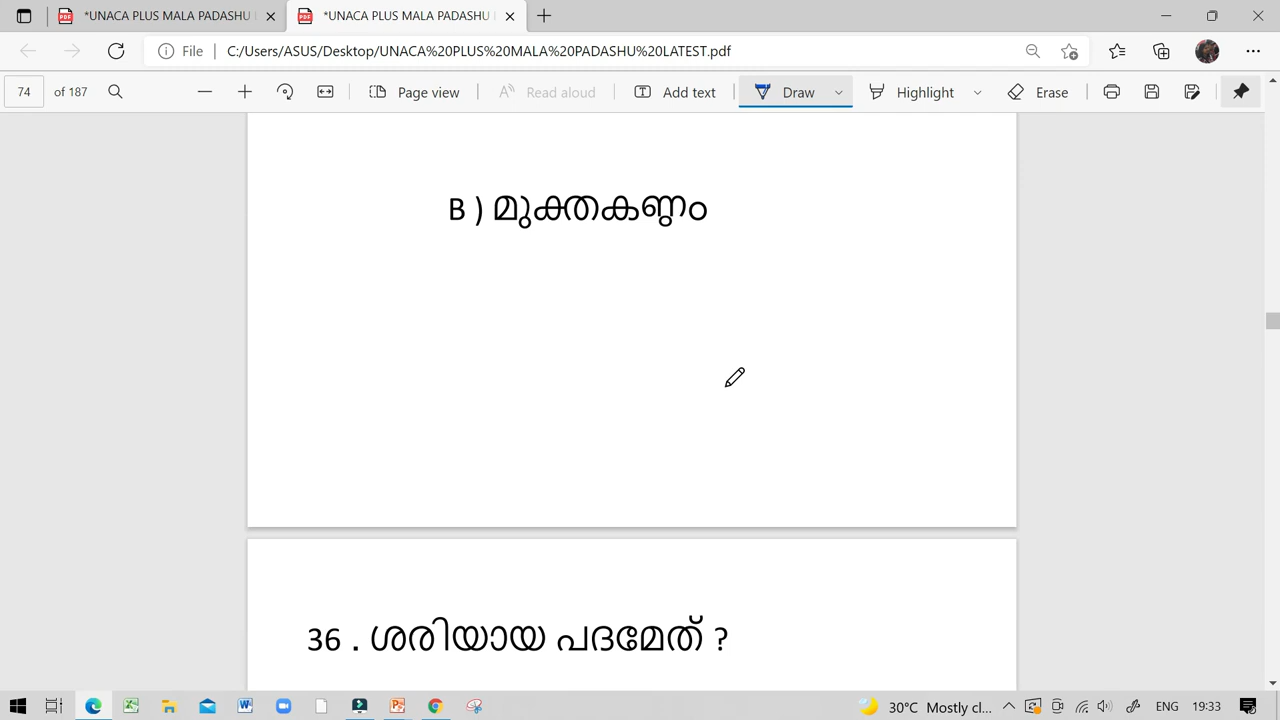 *UNACA PLUS MALA PADASHU
*UNACA PLUS MALA PADASHU
File
C:/Users/ASUS/Desktop/UNACA%20PLUS%20MALA%20PADASHU%20LATEST.pdf
74 of 187
Page view
Read aloud
Add text
Draw
Highlight
Erase
B ) മുക്തകണ്ഠം
36 . ശരിയായ പദമേത് ?
30°C Mostly cl...
ENG
19:33